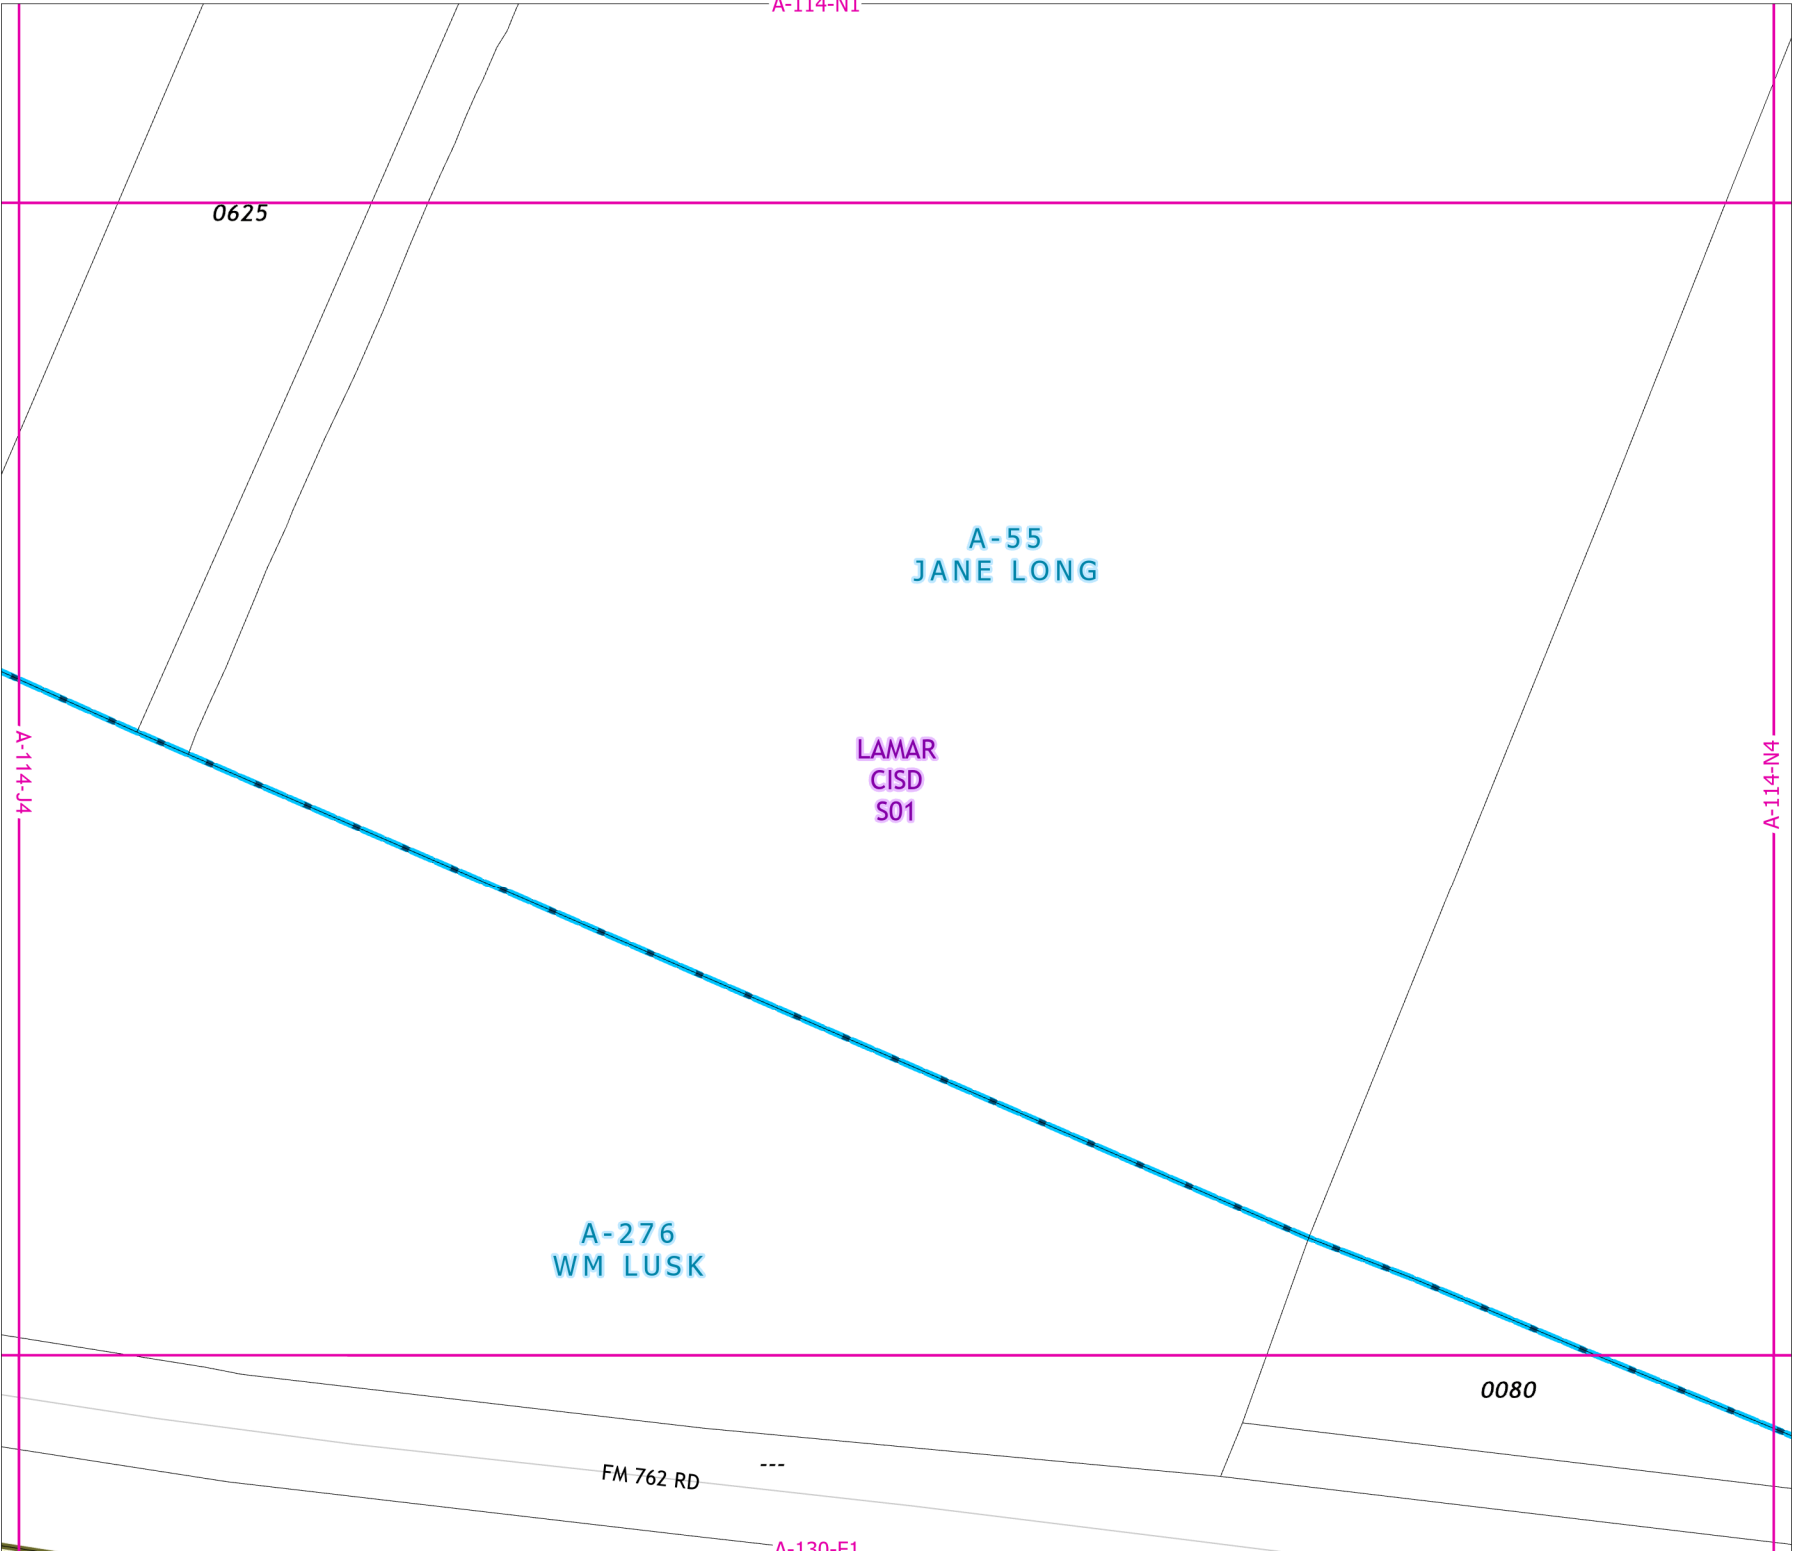 A-114-N1
0625
A-55
JANE LONG
A-114-J4
LAMAR
CISD
S01
A-114-N4
A-276
WM LUSK
0080
---
FM 762 RD
A-130-E1